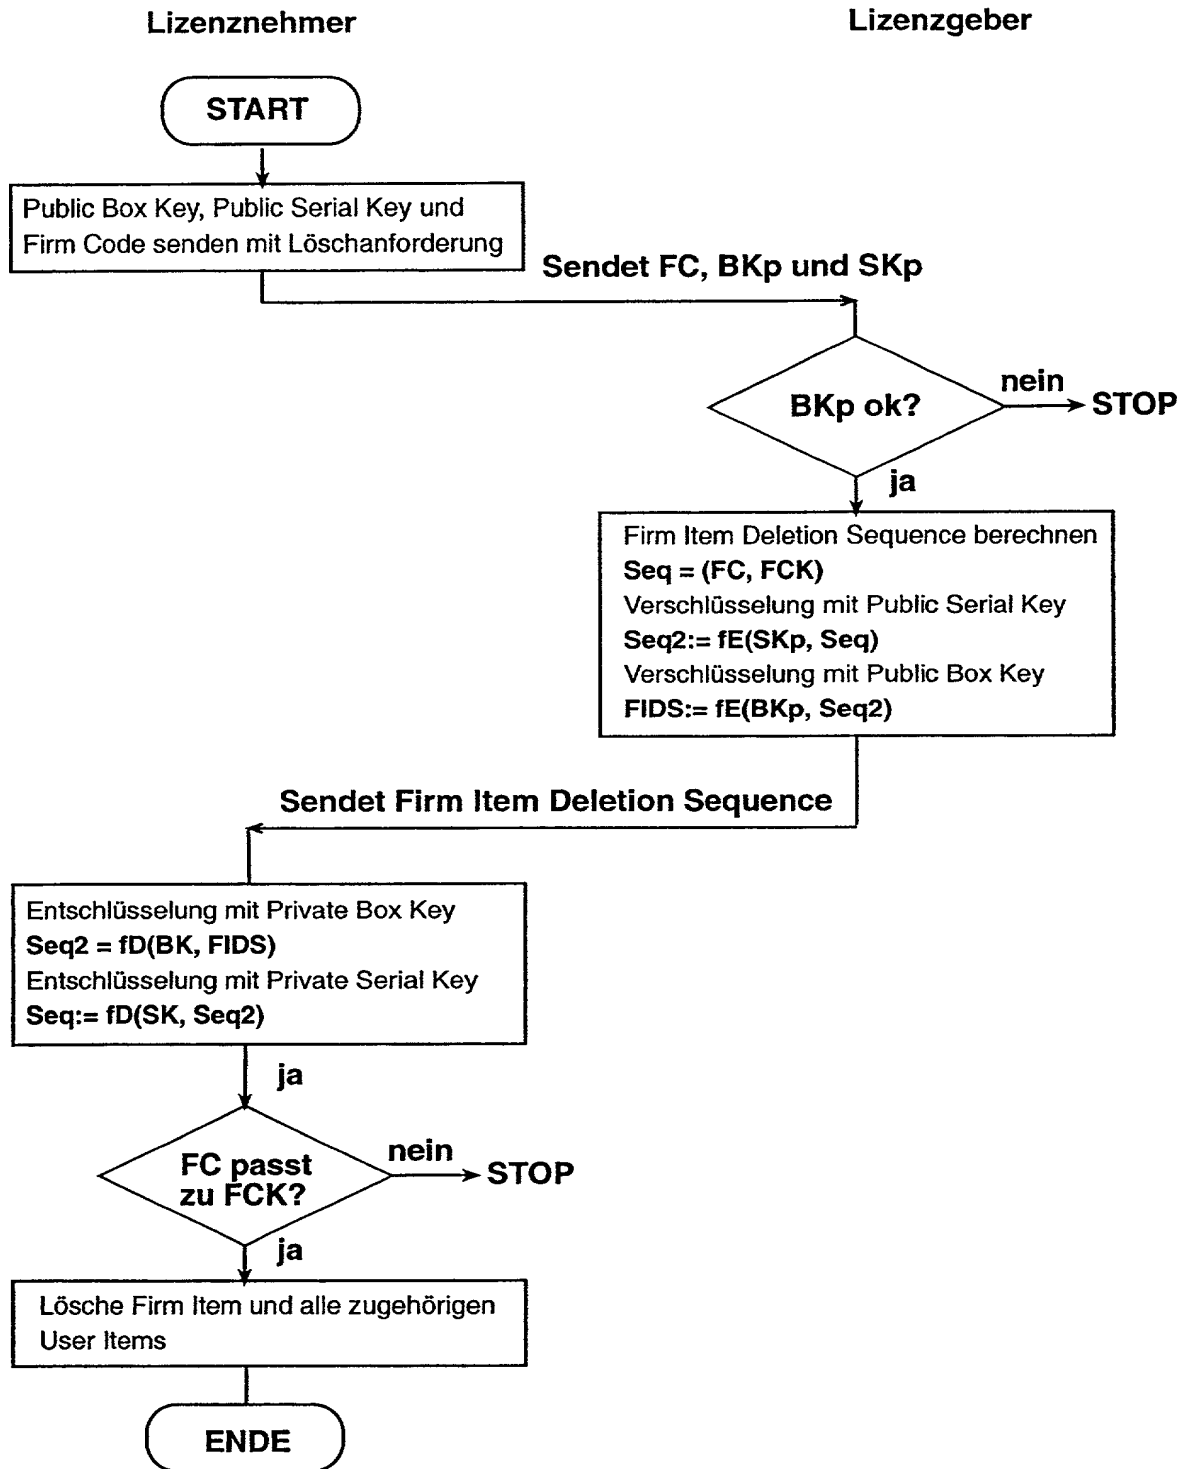 Lizenznehmer
Lizenzgeber
START
Public Box Key, Public Serial Key und
Firm Code senden mit Löschanforderung
Sendet FC, BKp und SKp
BKp ok?
nein
STOP
ja
Firm Item Deletion Sequence berechnen
Seq = (FC, FCK)
Verschlüsselung mit Public Serial Key
Seq2:= fE(SKp, Seq)
Verschlüsselung mit Public Box Key
FIDS:= fE(BKp, Seq2)
Sendet Firm Item Deletion Sequence
Entschlüsselung mit Private Box Key
Seq2 = fD(BK, FIDS)
Entschlüsselung mit Private Serial Key
Seq:= fD(SK, Seq2)
ja
FC passt
zu FCK?
nein
STOP
ja
Lösche Firm Item und alle zugehörigen
User Items
ENDE